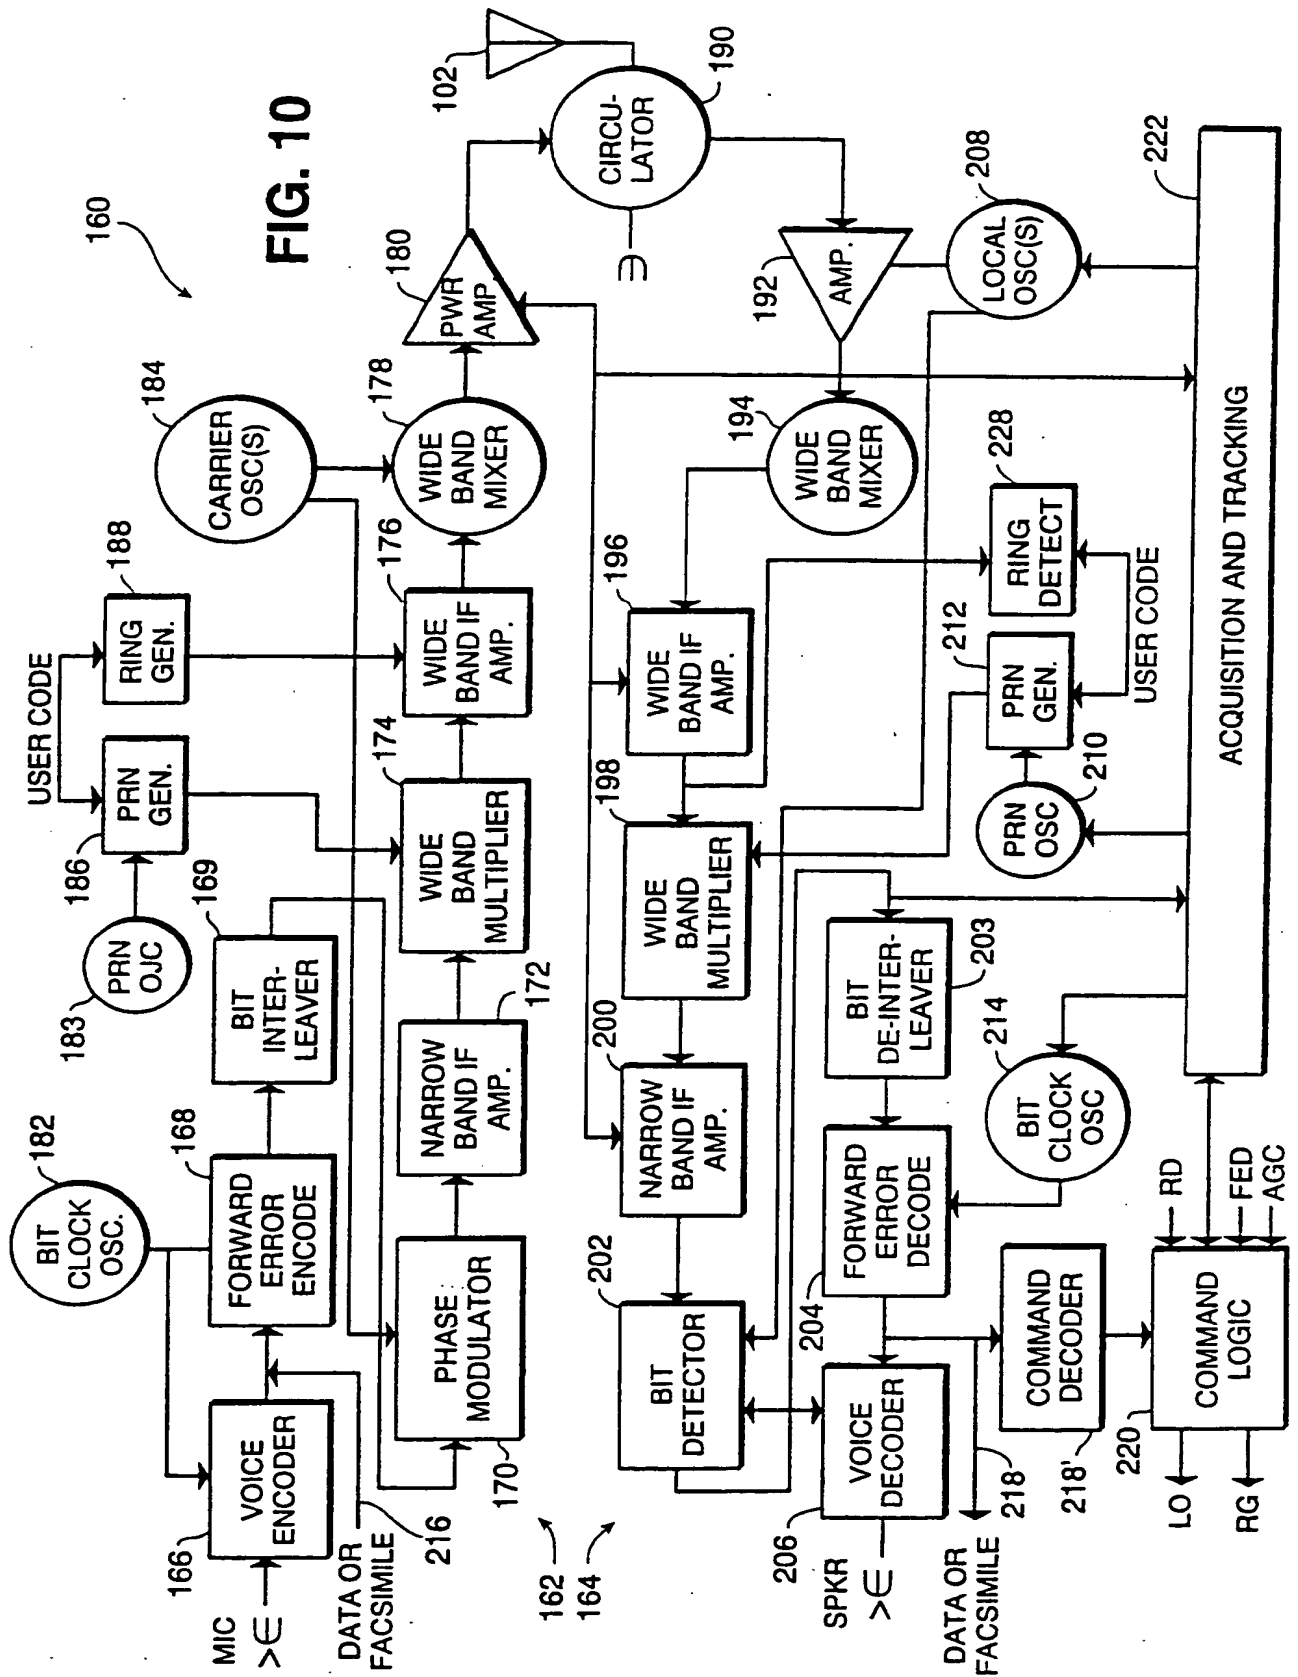 FIG. 10
160
182
BIT
CLOCK
OSC.
183
PRN
OJC
186
PRN
GEN.
USER CODE
RING
GEN.
188
CARRIER
OSC(S)
184
MIC
>∈
166
VOICE
ENCODER
168
FORWARD
ERROR
ENCODE
169
BIT
INTER-
LEAVER
DATA OR
FACSIMILE
216
170
PHASE
MODULATOR
NARROW
BAND IF
AMP.
172
WIDE
BAND
MULTIPLIER
174
WIDE
BAND IF
AMP.
176
WIDE
BAND
MIXER
178
PWR
AMP
180
102
CIRCU-
LATOR
190
∈
162
164
202
BIT
DETECTOR
200
NARROW
BAND IF
AMP.
198
WIDE
BAND
MULTIPLIER
196
WIDE
BAND IF
AMP.
194
WIDE
BAND
MIXER
192
AMP.
208
LOCAL
OSC(S)
SPKR
>∈
206
VOICE
DECODER
204
FORWARD
ERROR
DECODE
BIT
DE-INTER-
LEAVER
203
DATA OR
FACSIMILE
218
218'
COMMAND
DECODER
214
BIT
CLOCK
OSC
PRN
OSC
210
212
PRN
GEN.
RING
DETECT
228
USER CODE
LO
RG
220
COMMAND
LOGIC
RD
FED
AGC
ACQUISITION AND TRACKING
222